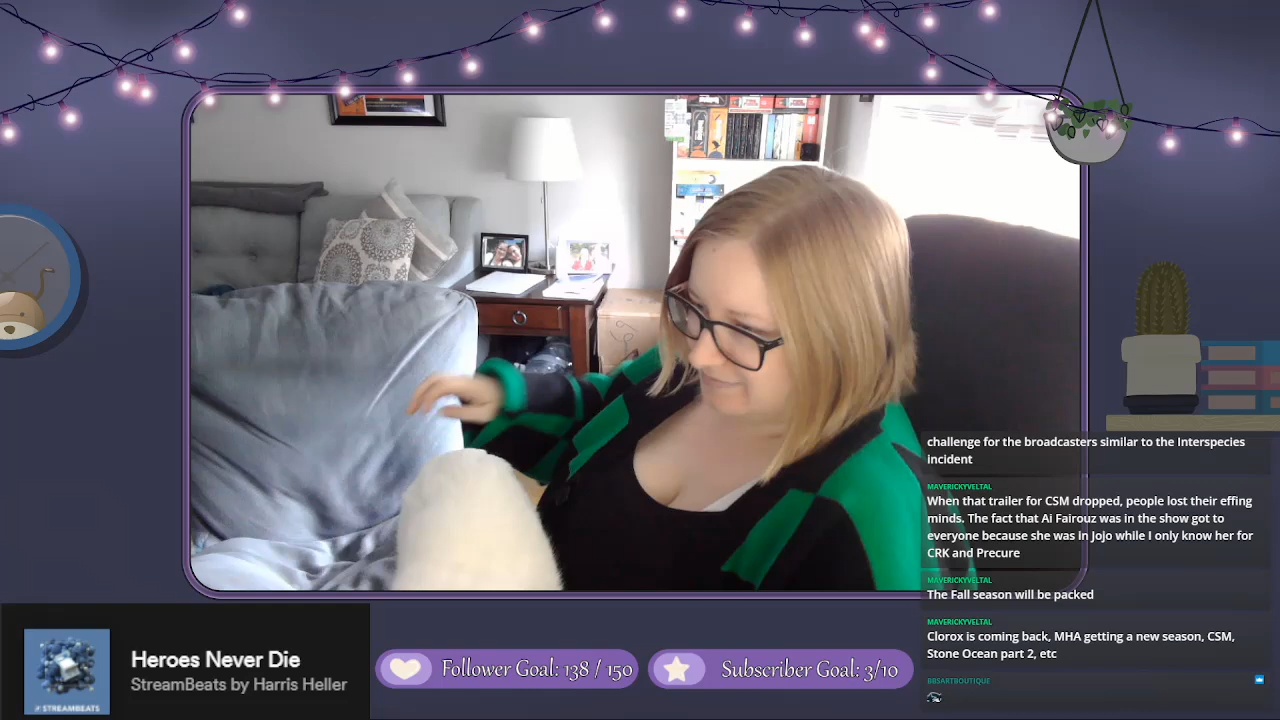 challenge for the broadcasters similar to the Interspecies
incident
MAVERICKYVELTAL
When that trailer for CSM dropped, people lost their effing
minds. The fact that Ai Fairouz was in the show got to
everyone because she was in Jojo while I only know her for
CRK and Precure
MAVERICKYVELTAL
The Fall season will be packed
MAVERICKYVELTAL
Clorox is coming back, MHA getting a new season, CSM,
Stone Ocean part 2, etc
BBSARTBOUTIQUE
Heroes Never Die
StreamBeats by Harris Heller
STREAMBEATS
Follower Goal: 138 / 150
Subscriber Goal: 3/10